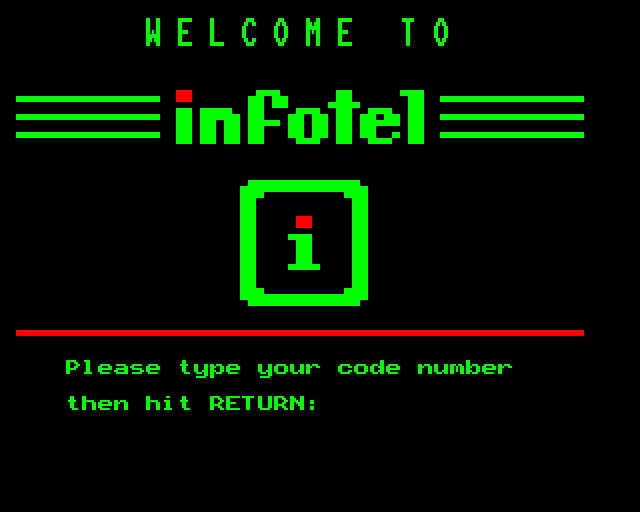 WELCOME TO
infotel
i
Please type your code number
then hit RETURN: